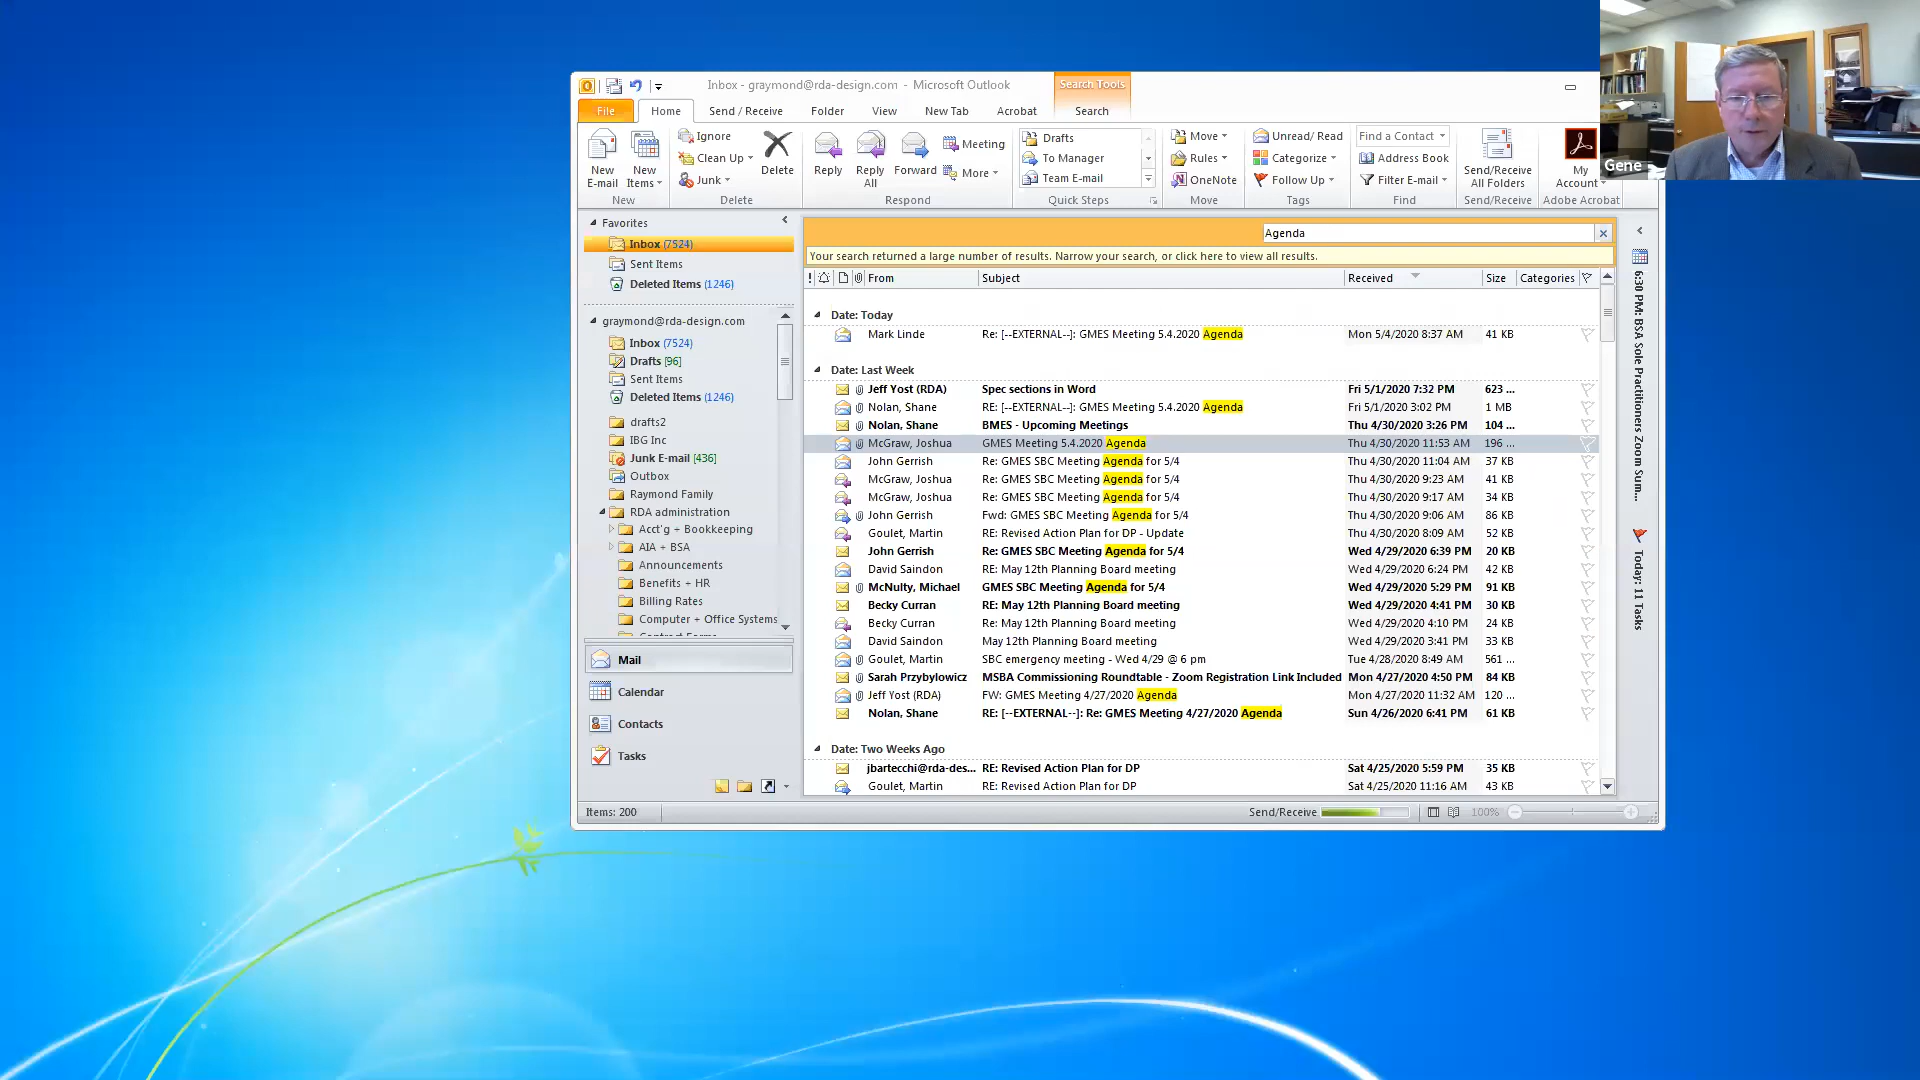 Inbox - graymond@rda-design.com - Microsoft Outlook
Search Tools
File Home Send / Receive Folder View New Tab Acrobat Search
New E-mail
New Items
Ignore
Clean Up
Junk
Delete
Reply
Reply All
Forward
Meeting
More
Drafts
To Manager
Team E-mail
Move
Rules
OneNote
Unread/ Read
Categorize
Follow Up
Find a Contact
Address Book
Filter E-mail
Send/Receive All Folders
My Account
New Delete Respond Quick Steps Move Tags Find Send/Receive Adobe Acrobat
Gene
Favorites
Inbox (7524)
Sent Items
Deleted Items (1246)
graymond@rda-design.com
Inbox (7524)
Drafts [96]
Sent Items
Deleted Items (1246)
drafts2
IBG Inc
Junk E-mail [436]
Outbox
Raymond Family
RDA administration
Acct'g + Bookkeeping
AIA + BSA
Announcements
Benefits + HR
Billing Rates
Computer + Office Systems
Mail
Calendar
Contacts
Tasks
Agenda
Your search returned a large number of results. Narrow your search, or click here to view all results.
From Subject Received Size Categories
Date: Today
Mark Linde Re: [--EXTERNAL--]: GMES Meeting 5.4.2020 Agenda Mon 5/4/2020 8:37 AM 41 KB
Date: Last Week
Jeff Yost (RDA) Spec sections in Word Fri 5/1/2020 7:32 PM 623 ...
Nolan, Shane RE: [--EXTERNAL--]: GMES Meeting 5.4.2020 Agenda Fri 5/1/2020 3:02 PM 1 MB
Nolan, Shane BMES - Upcoming Meetings Thu 4/30/2020 3:26 PM 104 ...
McGraw, Joshua GMES Meeting 5.4.2020 Agenda Thu 4/30/2020 11:53 AM 196 ...
John Gerrish Re: GMES SBC Meeting Agenda for 5/4 Thu 4/30/2020 11:04 AM 37 KB
McGraw, Joshua Re: GMES SBC Meeting Agenda for 5/4 Thu 4/30/2020 9:23 AM 41 KB
McGraw, Joshua Re: GMES SBC Meeting Agenda for 5/4 Thu 4/30/2020 9:17 AM 34 KB
John Gerrish Fwd: GMES SBC Meeting Agenda for 5/4 Thu 4/30/2020 9:06 AM 86 KB
Goulet, Martin RE: Revised Action Plan for DP - Update Thu 4/30/2020 8:09 AM 52 KB
John Gerrish Re: GMES SBC Meeting Agenda for 5/4 Wed 4/29/2020 6:39 PM 20 KB
David Saindon RE: May 12th Planning Board meeting Wed 4/29/2020 6:24 PM 42 KB
McNulty, Michael GMES SBC Meeting Agenda for 5/4 Wed 4/29/2020 5:29 PM 91 KB
Becky Curran RE: May 12th Planning Board meeting Wed 4/29/2020 4:41 PM 30 KB
Becky Curran Re: May 12th Planning Board meeting Wed 4/29/2020 4:10 PM 24 KB
David Saindon May 12th Planning Board meeting Wed 4/29/2020 3:41 PM 33 KB
Goulet, Martin SBC emergency meeting - Wed 4/29 @ 6 pm Tue 4/28/2020 8:49 AM 561 ...
Sarah Przybylowicz MSBA Commissioning Roundtable - Zoom Registration Link Included Mon 4/27/2020 4:50 PM 84 KB
Jeff Yost (RDA) FW: GMES Meeting 4/27/2020 Agenda Mon 4/27/2020 11:32 AM 120 ...
Nolan, Shane RE: [--EXTERNAL--]: Re: GMES Meeting 4/27/2020 Agenda Sun 4/26/2020 6:41 PM 61 KB
Date: Two Weeks Ago
jbartecchi@rda-des... RE: Revised Action Plan for DP Sat 4/25/2020 5:59 PM 35 KB
Goulet, Martin RE: Revised Action Plan for DP Sat 4/25/2020 11:16 AM 43 KB
6:30 PM: BSA Sole Practitioners Zoom Sum...
Today: 11 Tasks
Items: 200
Send/Receive
100%